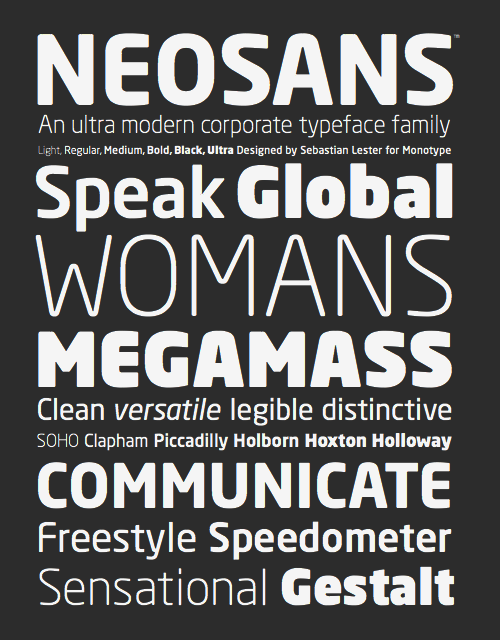 NEOSANS™
An ultra modern corporate typeface family
Light, Regular, Medium, Bold, Black, Ultra Designed by Sebastian Lester for Monotype
Speak Global
WOMANS
MEGAMASS
Clean versatile legible distinctive
SOHO Clapham Piccadilly Holborn Hoxton Holloway
COMMUNICATE
Freestyle Speedometer
Sensational Gestalt